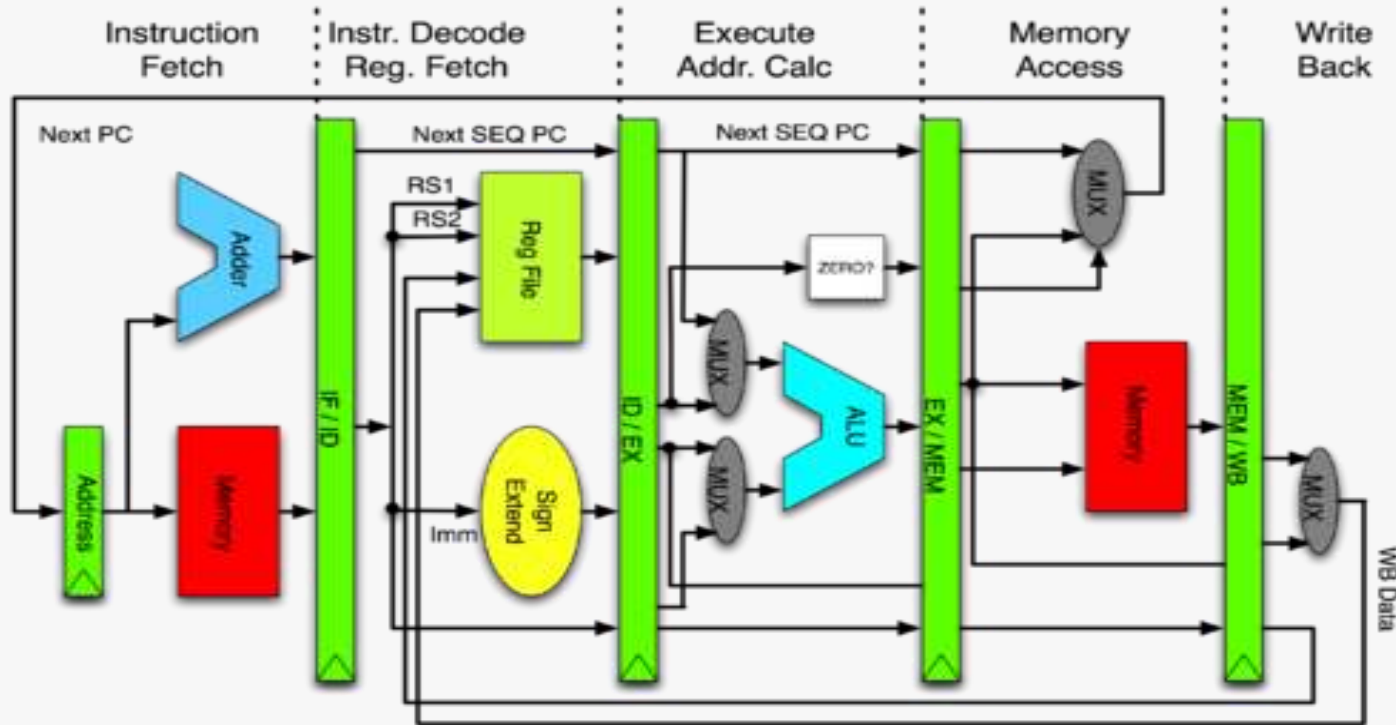 Instruction
Fetch
Instr. Decode
Reg. Fetch
Execute
Addr. Calc
Memory
Access
Write
Back
Next PC
Next SEQ PC
Next SEQ PC
RS1
RS2
Reg File
MUX
Adder
ZERO?
MUX
IF / ID
ID / EX
ALU
EX / MEM
Memory
MEM / WB
Address
Memory
Sign
Extend
Imm
MUX
MUX
WB Data